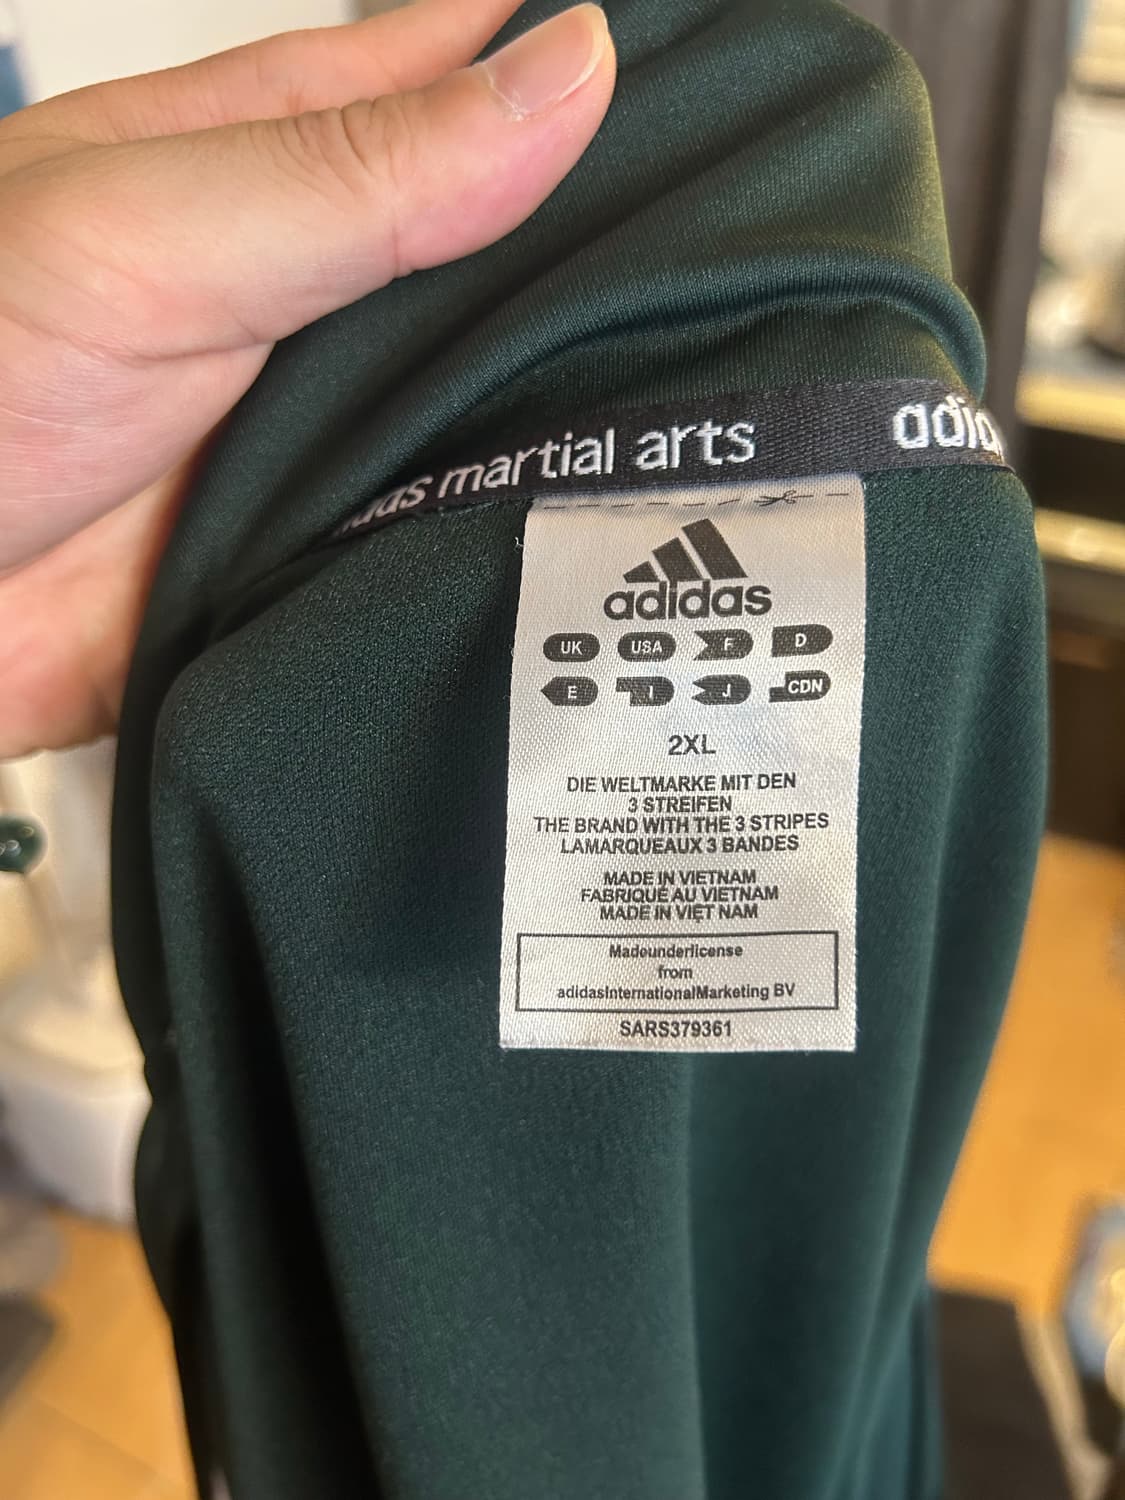 adidas martial arts
adidas
UK USA F D
E I J CDN
2XL
DIE WELTMARKE MIT DEN
3 STREIFEN
THE BRAND WITH THE 3 STRIPES
LAMARQUEAUX 3 BANDES
MADE IN VIETNAM
FABRIQUÉ AU VIETNAM
MADE IN VIỆT NAM
Madeunderlicense
from
adidasInternationalMarketing BV
SARS379361